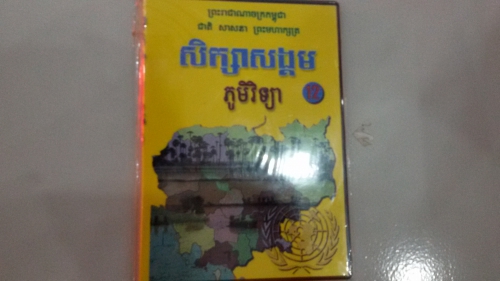 ព្រះរាជាណាចក្រកម្ពុជា
ជាតិ សាសនា ព្រះមហាក្សត្រ
សិក្សាសង្គម
ភូមិវិទ្យា